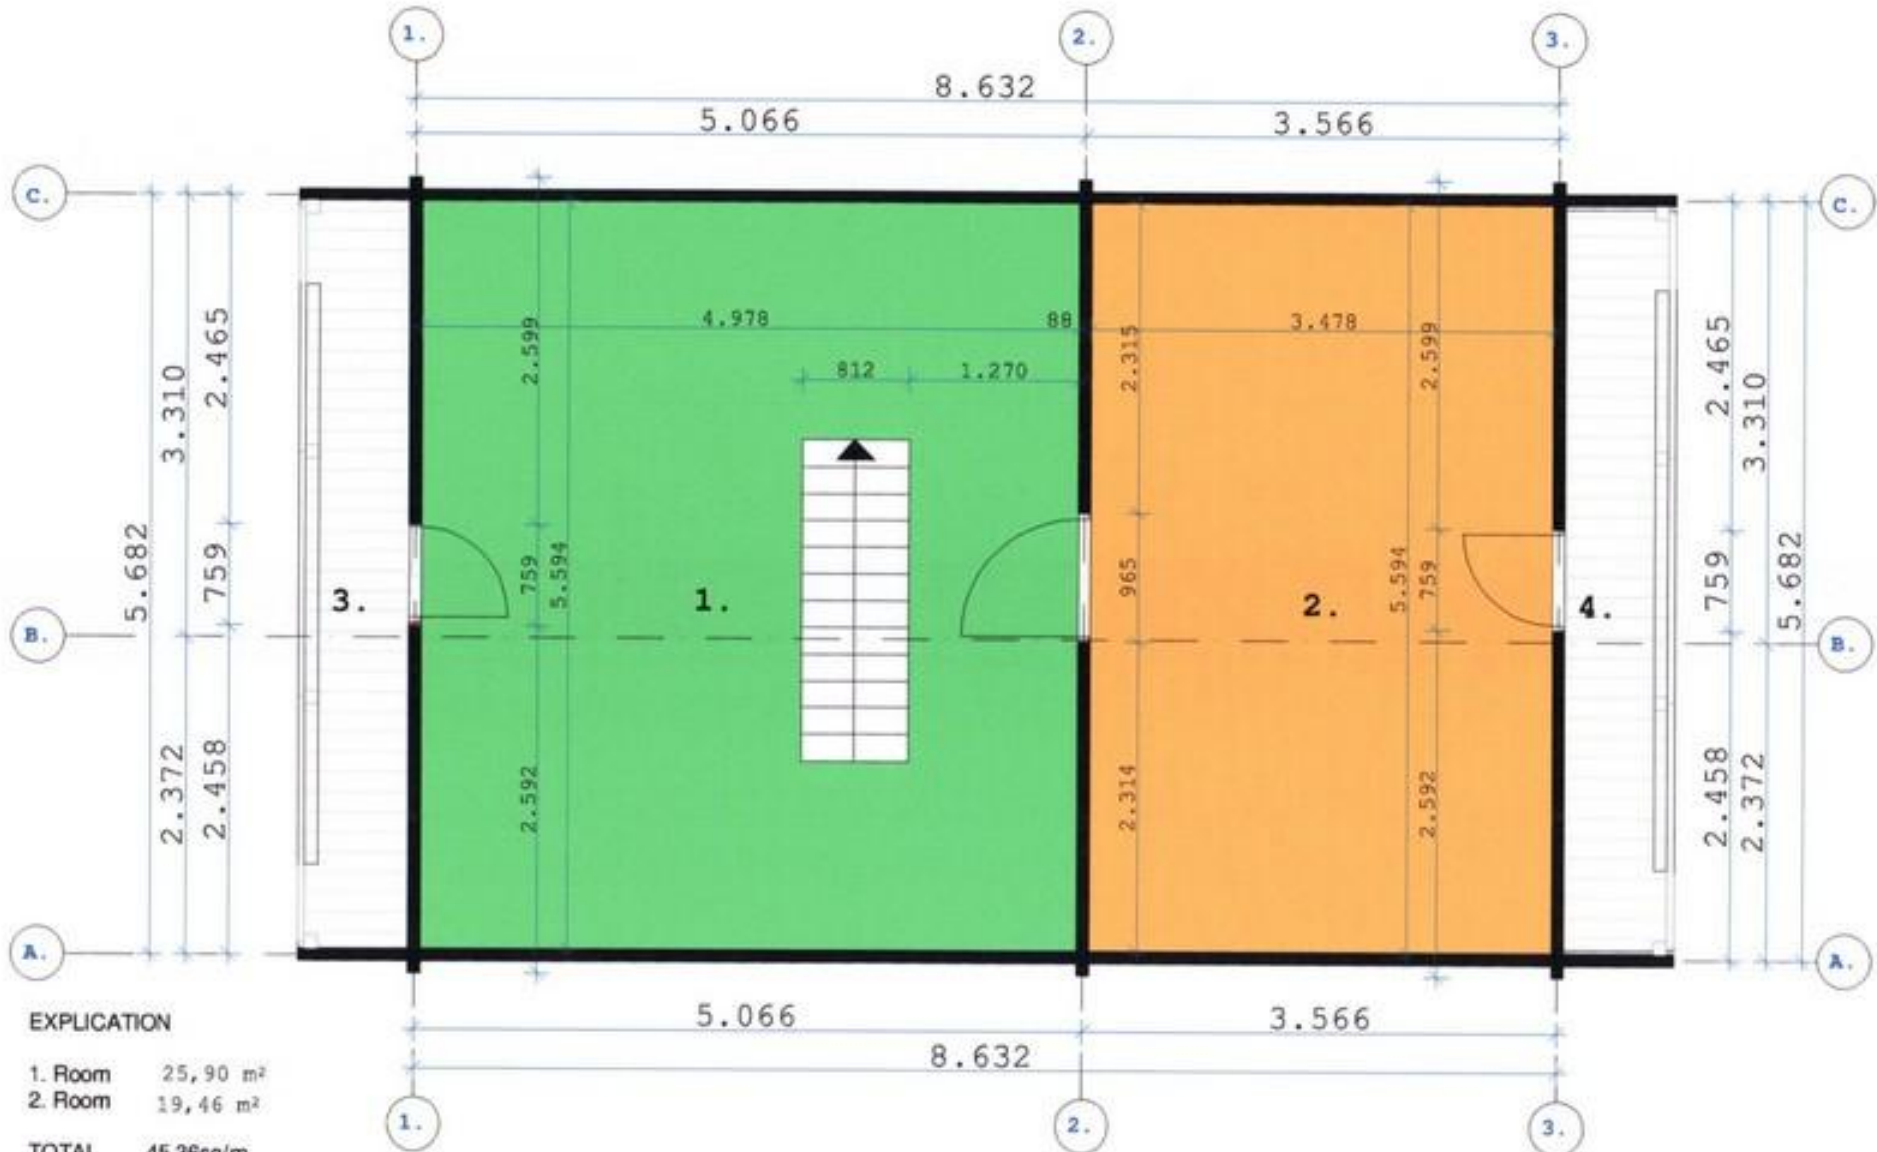 1. 2. 3.
8.632
5.066 3.566
C. C.
4.978 88 3.478
812 1.270
2.599 2.315 2.599
2.465 2.465
3.310 3.310
5.682 759 759 5.594 965 5.594 759 759 5.682
3. 1. 2. 4.
B. B.
2.372 2.458 2.592 2.314 2.592 2.458 2.372
A. A.
5.066 3.566
8.632
1. 2. 3.
EXPLICATION
1. Room 25,90 m²
2. Room 19,46 m²
TOTAL 45,36sq/m